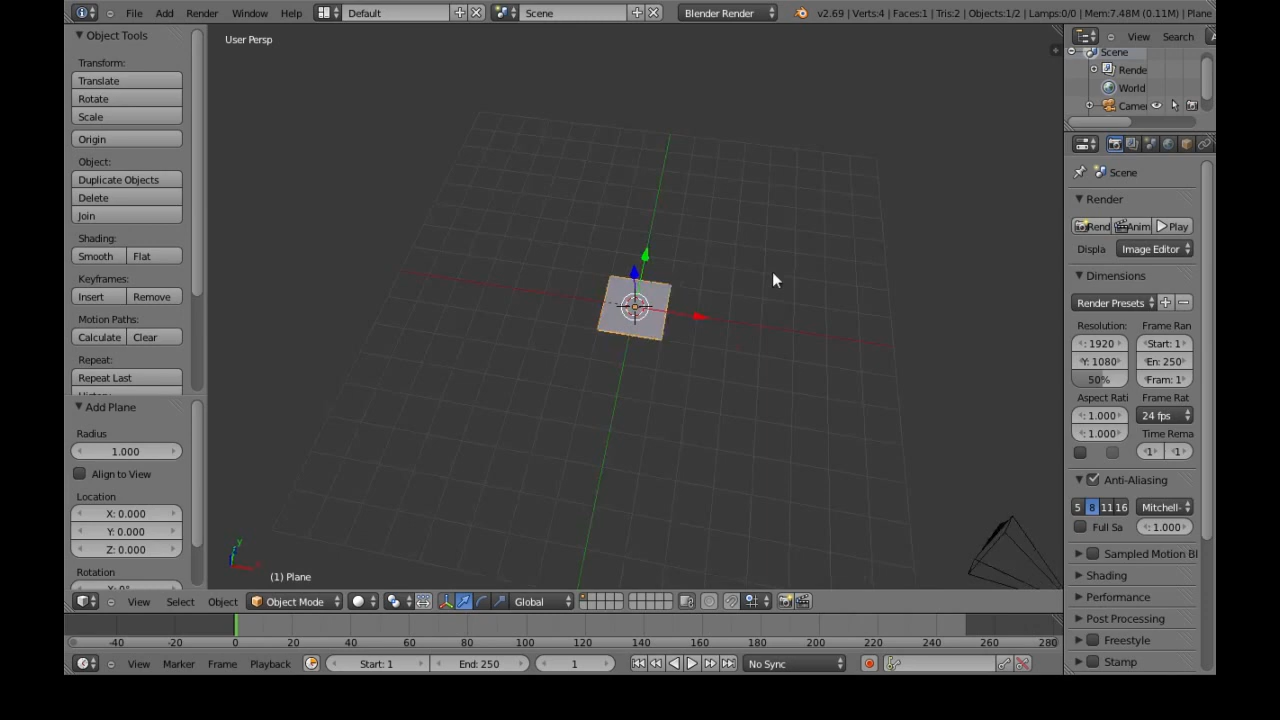 File Add Render Window Help Default Scene Blender Render v2.69 | Verts:4 | Faces:1 | Tris:2 | Objects:1/2 | Lamps:0/0 | Mem:7.48M (0.11M) | Plane
Object Tools
Transform:
Translate
Rotate
Scale
Origin
Object:
Duplicate Objects
Delete
Join
Shading:
Smooth Flat
Keyframes:
Insert Remove
Motion Paths:
Calculate Clear
Repeat:
Repeat Last
Add Plane
Radius
1.000
Align to View
Location
X: 0.000
Y: 0.000
Z: 0.000
Rotation
X: 0°
User Persp
y
(1) Plane
View Select Object Object Mode Global
-40 -20 0 20 40 60 80 100 120 140 160 180 200 220 240 260 280
View Marker Frame Playback Start: 1 End: 250 1 No Sync
View Search
Scene
Rende
World
Came
Scene
Render
Rend Anim Play
Displa Image Editor
Dimensions
Render Presets
Resolution: Frame Ran
: 1920 Start: 1
Y: 1080 En: 250
50% Fram: 1
Aspect Rati Frame Rat
: 1.000 24 fps
: 1.000 Time Rema
1 1
Anti-Aliasing
5 8 11 16 Mitchell-
Full Sa : 1.000
Sampled Motion Bl
Shading
Performance
Post Processing
Freestyle
Stamp